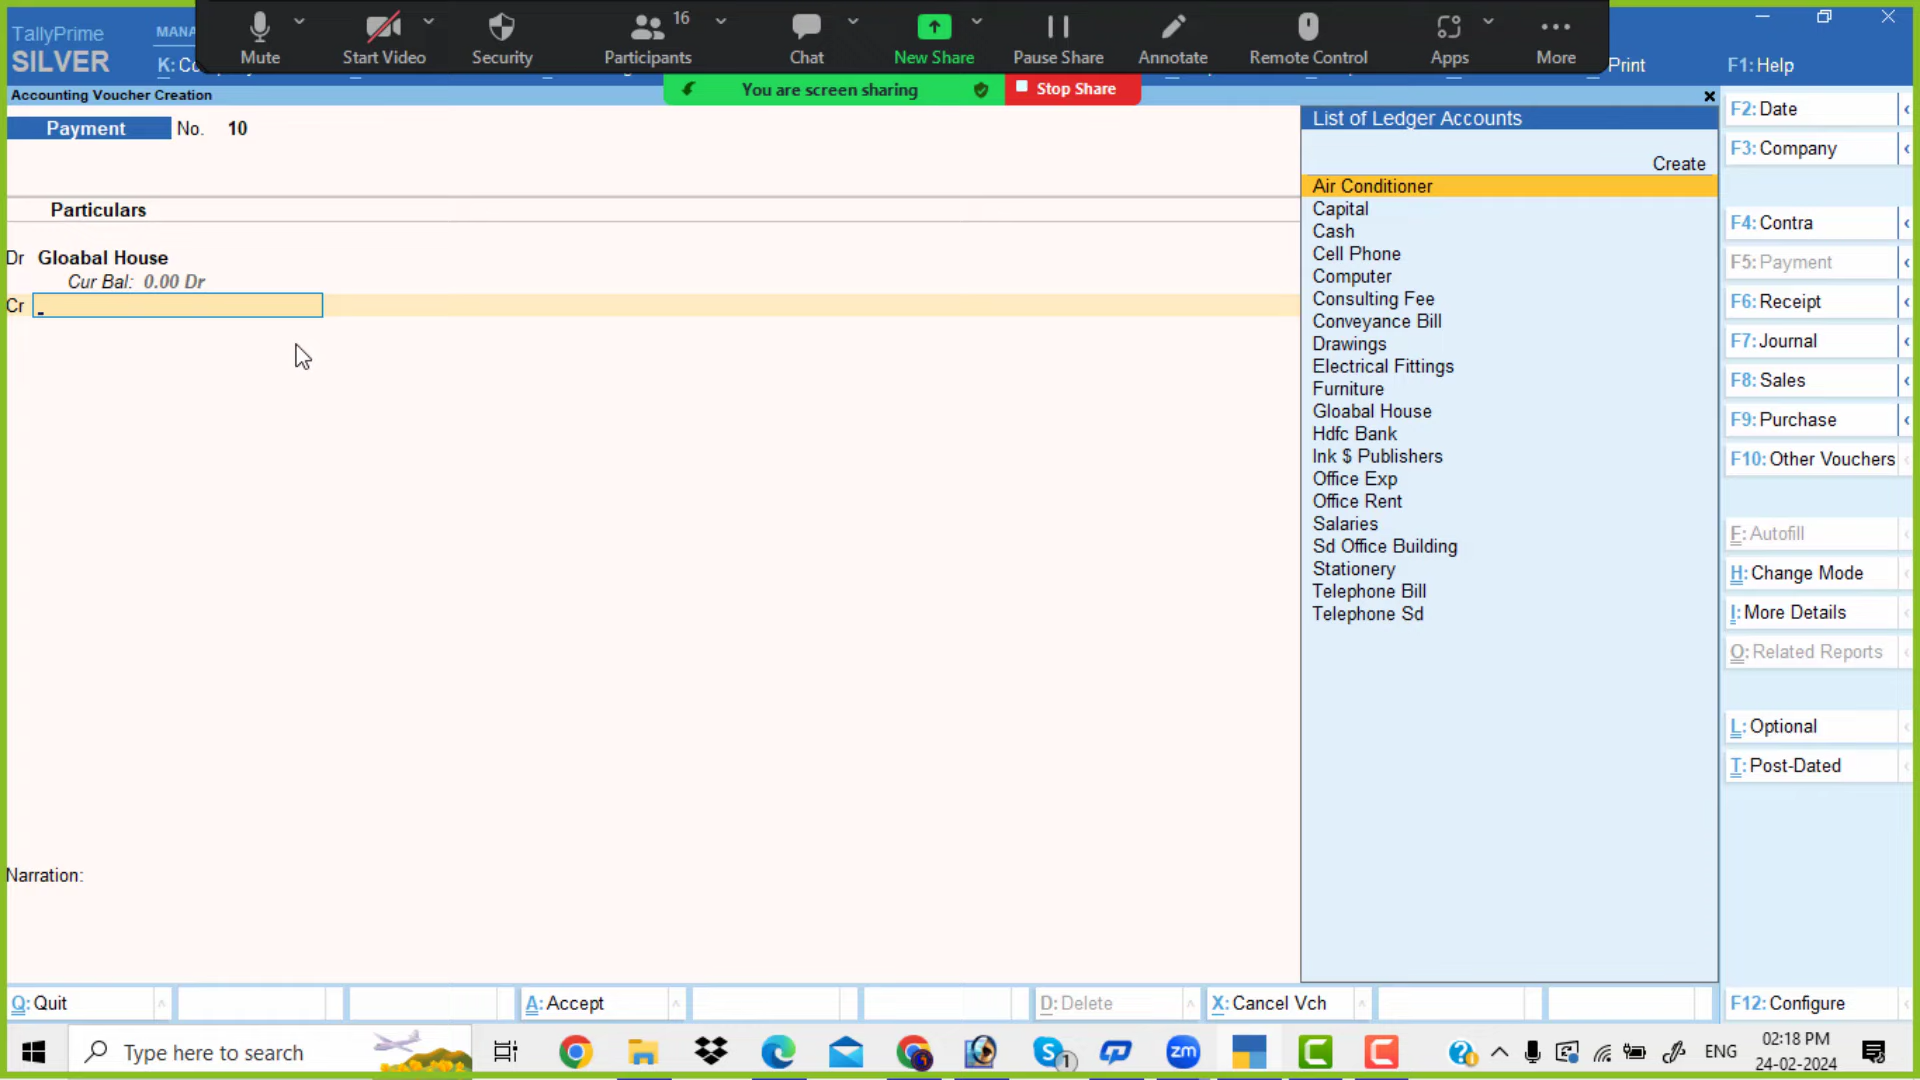 TallyPrime
SILVER
MANA
K: Co
Mute
Start Video
Security
Participants
16
Chat
New Share
Pause Share
Annotate
Remote Control
Apps
More
Print
F1: Help
You are screen sharing
Stop Share
Accounting Voucher Creation
Payment No. 10
Particulars
Dr Gloabal House
Cur Bal: 0.00 Dr
Cr
Narration:
List of Ledger Accounts
Create
Air Conditioner
Capital
Cash
Cell Phone
Computer
Consulting Fee
Conveyance Bill
Drawings
Electrical Fittings
Furniture
Gloabal House
Hdfc Bank
Ink $ Publishers
Office Exp
Office Rent
Salaries
Sd Office Building
Stationery
Telephone Bill
Telephone Sd
F2: Date
F3: Company
F4: Contra
F5: Payment
F6: Receipt
F7: Journal
F8: Sales
F9: Purchase
F10: Other Vouchers
F: Autofill
H: Change Mode
I: More Details
O: Related Reports
L: Optional
T: Post-Dated
F12: Configure
Q: Quit
A: Accept
D: Delete
X: Cancel Vch
Type here to search
1
zm
ENG
02:18 PM
24-02-2024